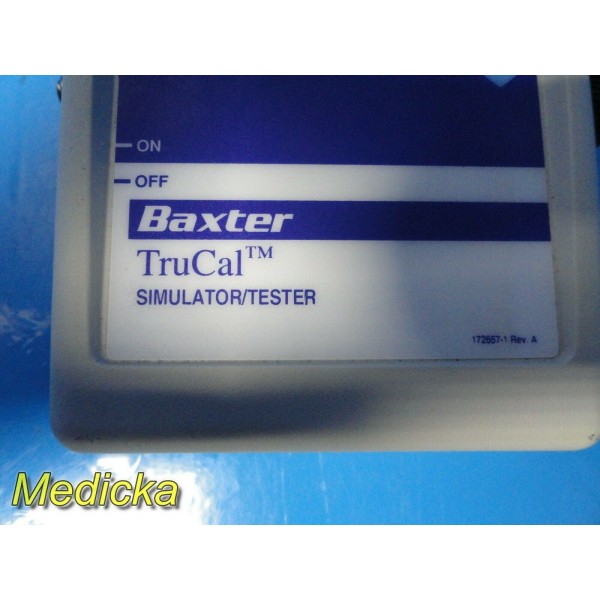 ON
OFF
Baxter
TruCal™
SIMULATOR/TESTER
172657-1 Rev. A
Medicka